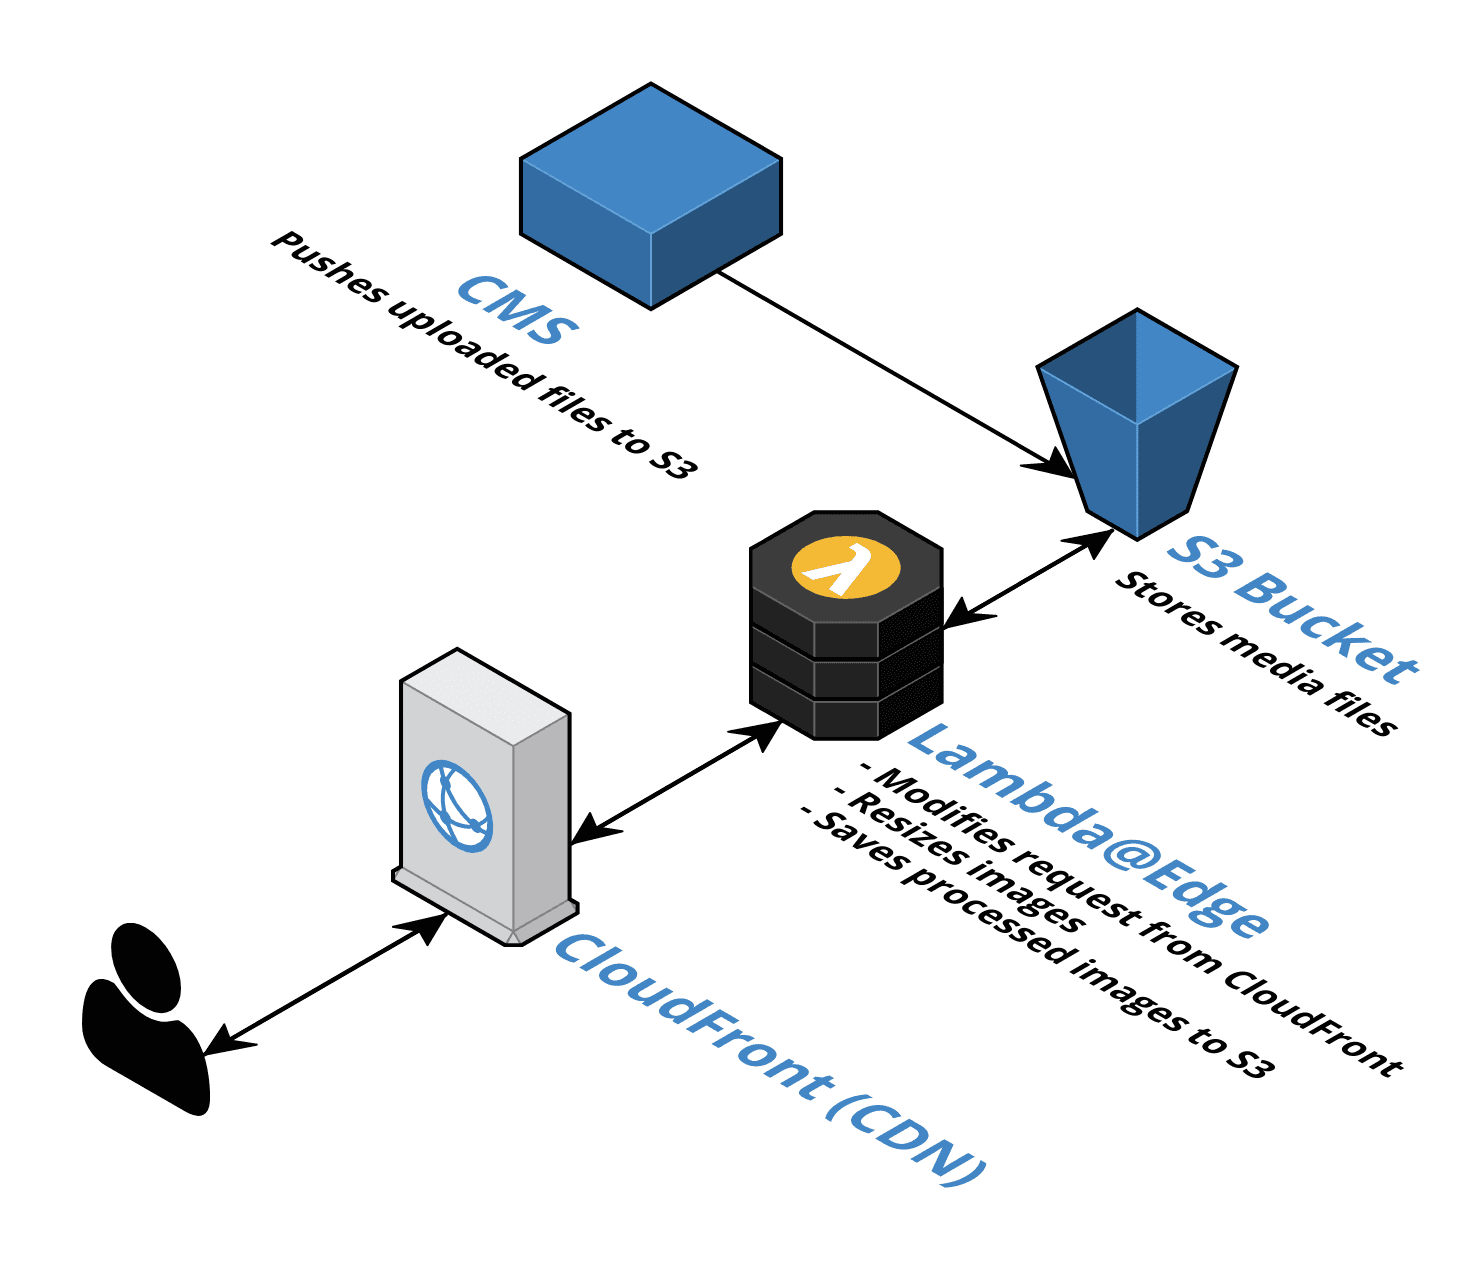 CMS
Pushes uploaded files to S3
S3 Bucket
Stores media files
λ
Lambda@Edge
- Modifies request from CloudFront
- Resizes images
- Saves processed images to S3
CloudFront (CDN)